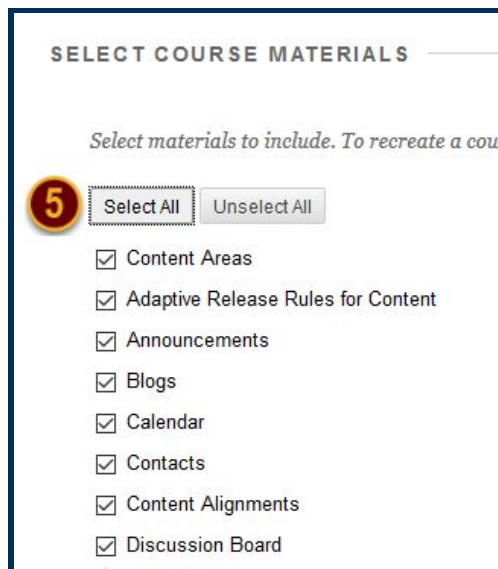 SELECT COURSE MATERIALS
Select materials to include. To recreate a cou
5 Select All Unselect All
Content Areas
Adaptive Release Rules for Content
Announcements
Blogs
Calendar
Contacts
Content Alignments
Discussion Board